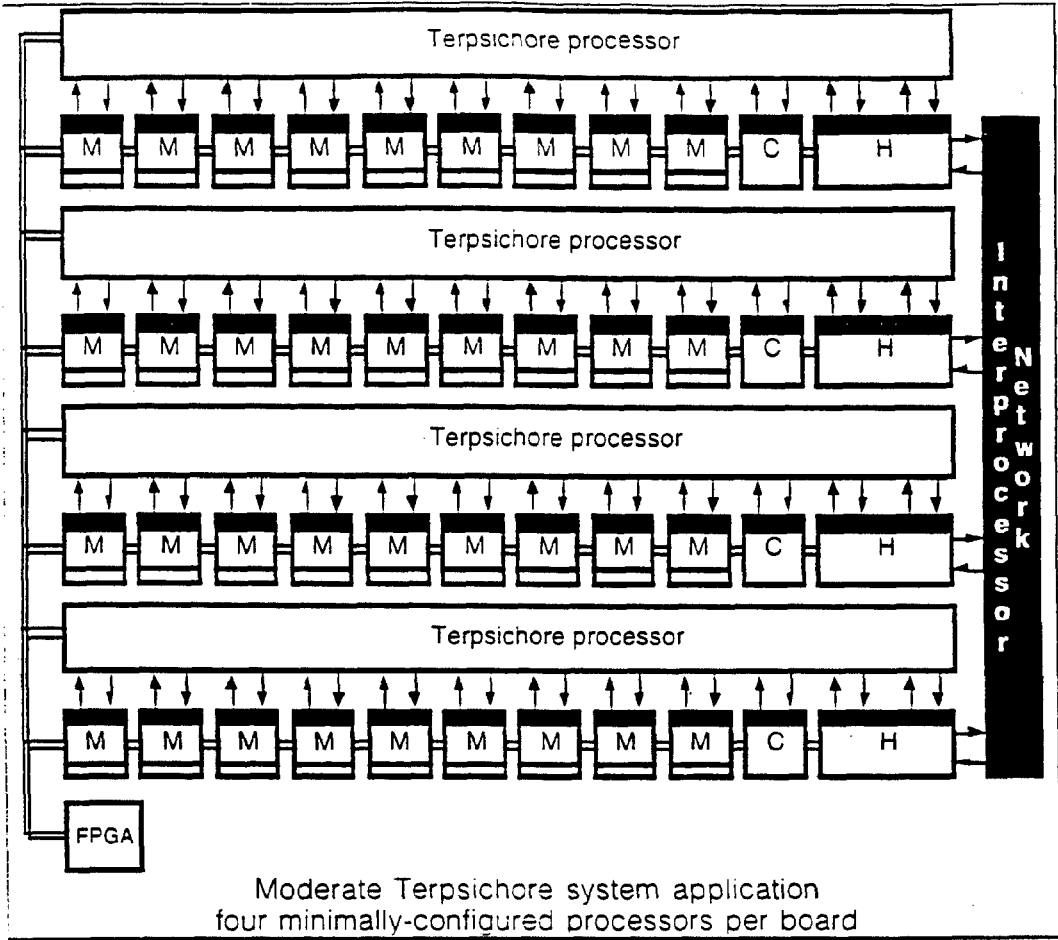 Terpsichore processor
M M M M M M M M M C H
Terpsichore processor
M M M M M M M M M C H
Terpsichore processor
M M M M M M M M M C H
Terpsichore processor
M M M M M M M M M C H
Interprocessor
Network
FPGA
Moderate Terpsichore system application
four minimally-configured processors per board